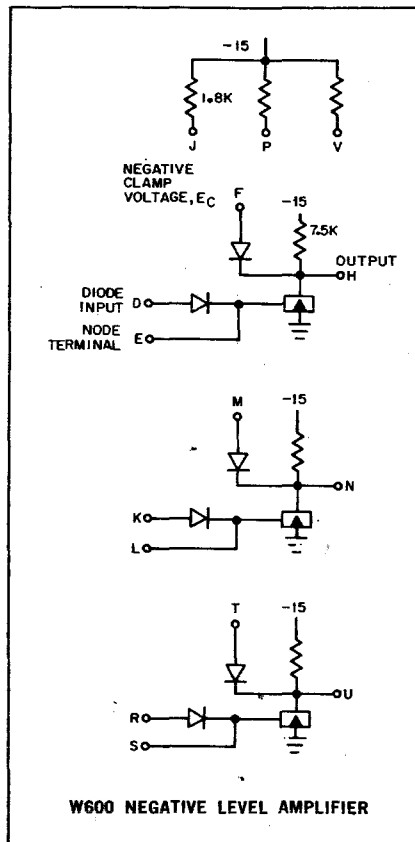 -15
1.8K
J P V
NEGATIVE
CLAMP
VOLTAGE, EC
F
-15
7.5K
OUTPUT
H
DIODE
INPUT
D
NODE
TERMINAL
E
M
-15
N
K
L
T
-15
U
R
S
W600 NEGATIVE LEVEL AMPLIFIER